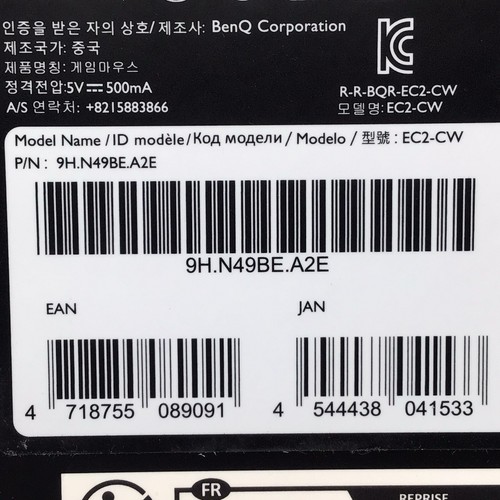 인증을 받은 자의 상호/ 제조사: BenQ Corporation
제조국가: 중국
제품명칭: 게임마우스
정격전압:5V⎓500mA
A/S 연락처: +8215883866
R-R-BQR-EC2-CW
모델명:EC2-CW
Model Name /ID modèle/Код модели/ Modelo / 型號 : EC2-CW
P/N : 9H.N49BE.A2E
9H.N49BE.A2E
EAN
JAN
4 718755 089091
4 544438 041533
FR
REPRISE